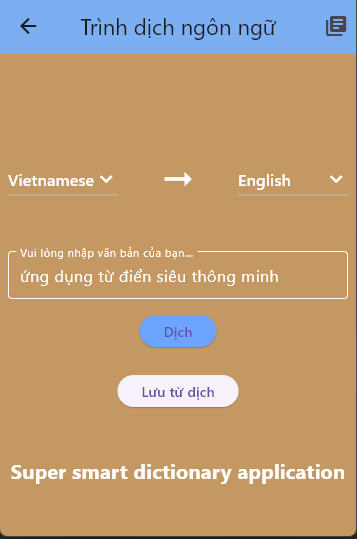 Trình dịch ngôn ngữ
Vietnamese English
Vui lòng nhập văn bản của bạn...
ứng dụng từ điển siêu thông minh
Dịch
Lưu từ dịch
Super smart dictionary application